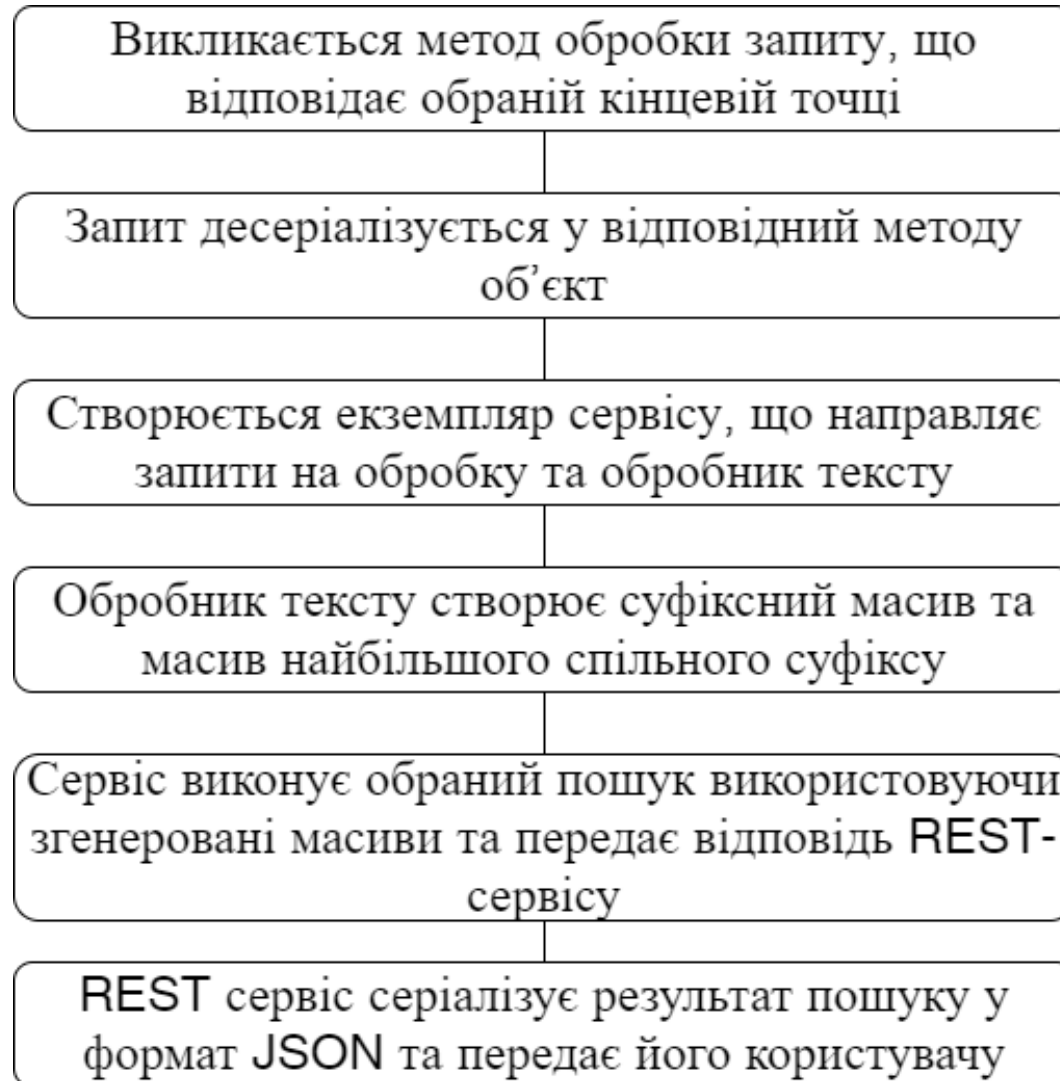 Викликається метод обробки запиту, що
відповідає обраній кінцевій точці
Запит десеріалізується у відповідний методу
об’єкт
Створюється екземпляр сервісу, що направляє
запити на обробку та обробник тексту
Обробник тексту створює суфіксний масив та
масив найбільшого спільного суфіксу
Сервіс виконує обраний пошук використовуючи
згенеровані масиви та передає відповідь REST-
сервісу
REST сервіс серіалізує результат пошуку у
формат JSON та передає його користувачу